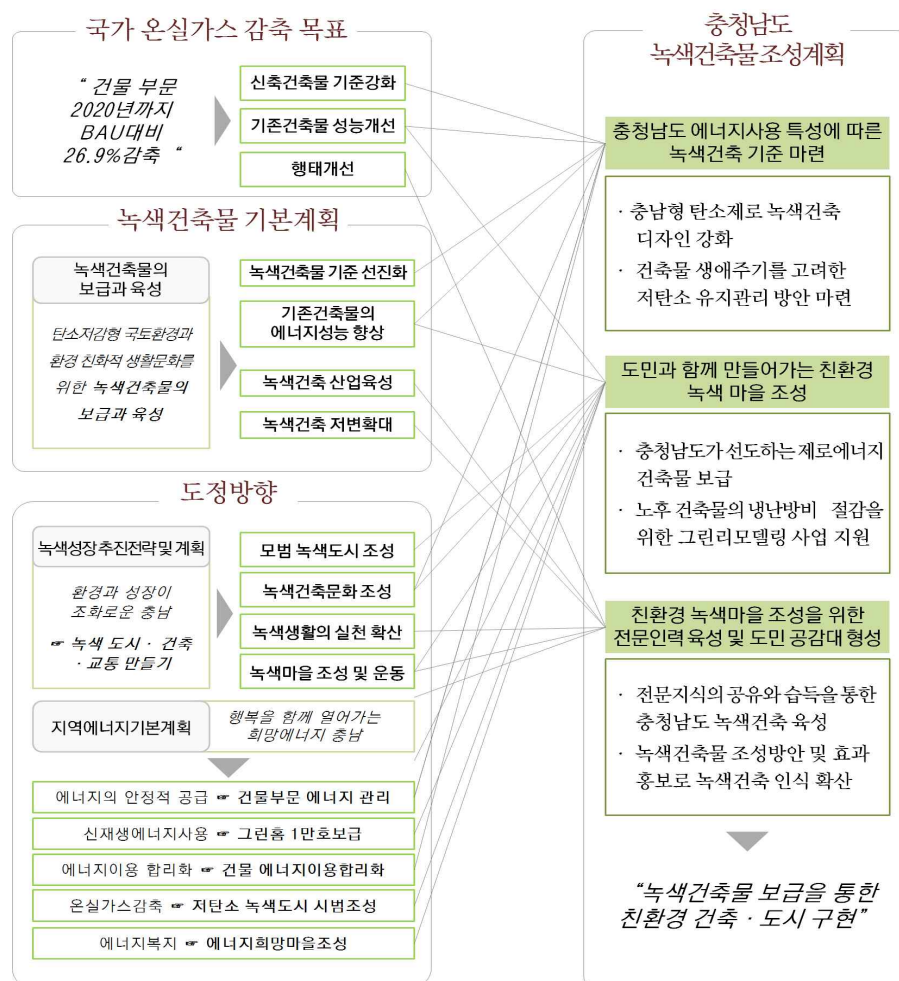 국가 온실가스 감축 목표
“ 건물 부문
2020년까지
BAU대비
26.9%감축 “
신축건축물 기준강화
기존건축물 성능개선
행태개선
녹색건축물 기본계획
녹색건축물의
보급과 육성
탄소저감형 국토환경과
환경 친화적 생활문화를
위한 녹색건축물의
보급과 육성
녹색건축물 기준 선진화
기존건축물의
에너지성능 향상
녹색건축 산업육성
녹색건축 저변확대
도정방향
녹색성장 추진전략 및 계획
환경과 성장이
조화로운 충남
☞ 녹색 도시 · 건축
· 교통 만들기
모범 녹색도시 조성
녹색건축문화 조성
녹색생활의 실천 확산
녹색마을 조성 및 운동
지역에너지기본계획
행복을 함께 열어가는
희망에너지 충남
에너지의 안정적 공급 ☞ 건물부문 에너지 관리
신재생에너지사용 ☞ 그린홈 1만호보급
에너지이용 합리화 ☞ 건물 에너지이용합리화
온실가스감축 ☞ 저탄소 녹색도시 시범조성
에너지복지 ☞ 에너지희망마을조성
충청남도
녹색건축물조성계획
충청남도 에너지사용 특성에 따른
녹색건축 기준 마련
· 충남형 탄소제로 녹색건축
디자인 강화
· 건축물 생애주기를 고려한
저탄소 유지관리 방안 마련
도민과 함께 만들어가는 친환경
녹색 마을 조성
· 충청남도가 선도하는 제로에너지
건축물 보급
· 노후 건축물의 냉난방비 절감을
위한 그린리모델링 사업 지원
친환경 녹색마을 조성을 위한
전문인력 육성 및 도민 공감대 형성
· 전문지식의 공유와 습득을 통한
충청남도 녹색건축 육성
· 녹색건축물 조성방안 및 효과
홍보로 녹색건축 인식 확산
“녹색건축물 보급을 통한
친환경 건축 · 도시 구현”